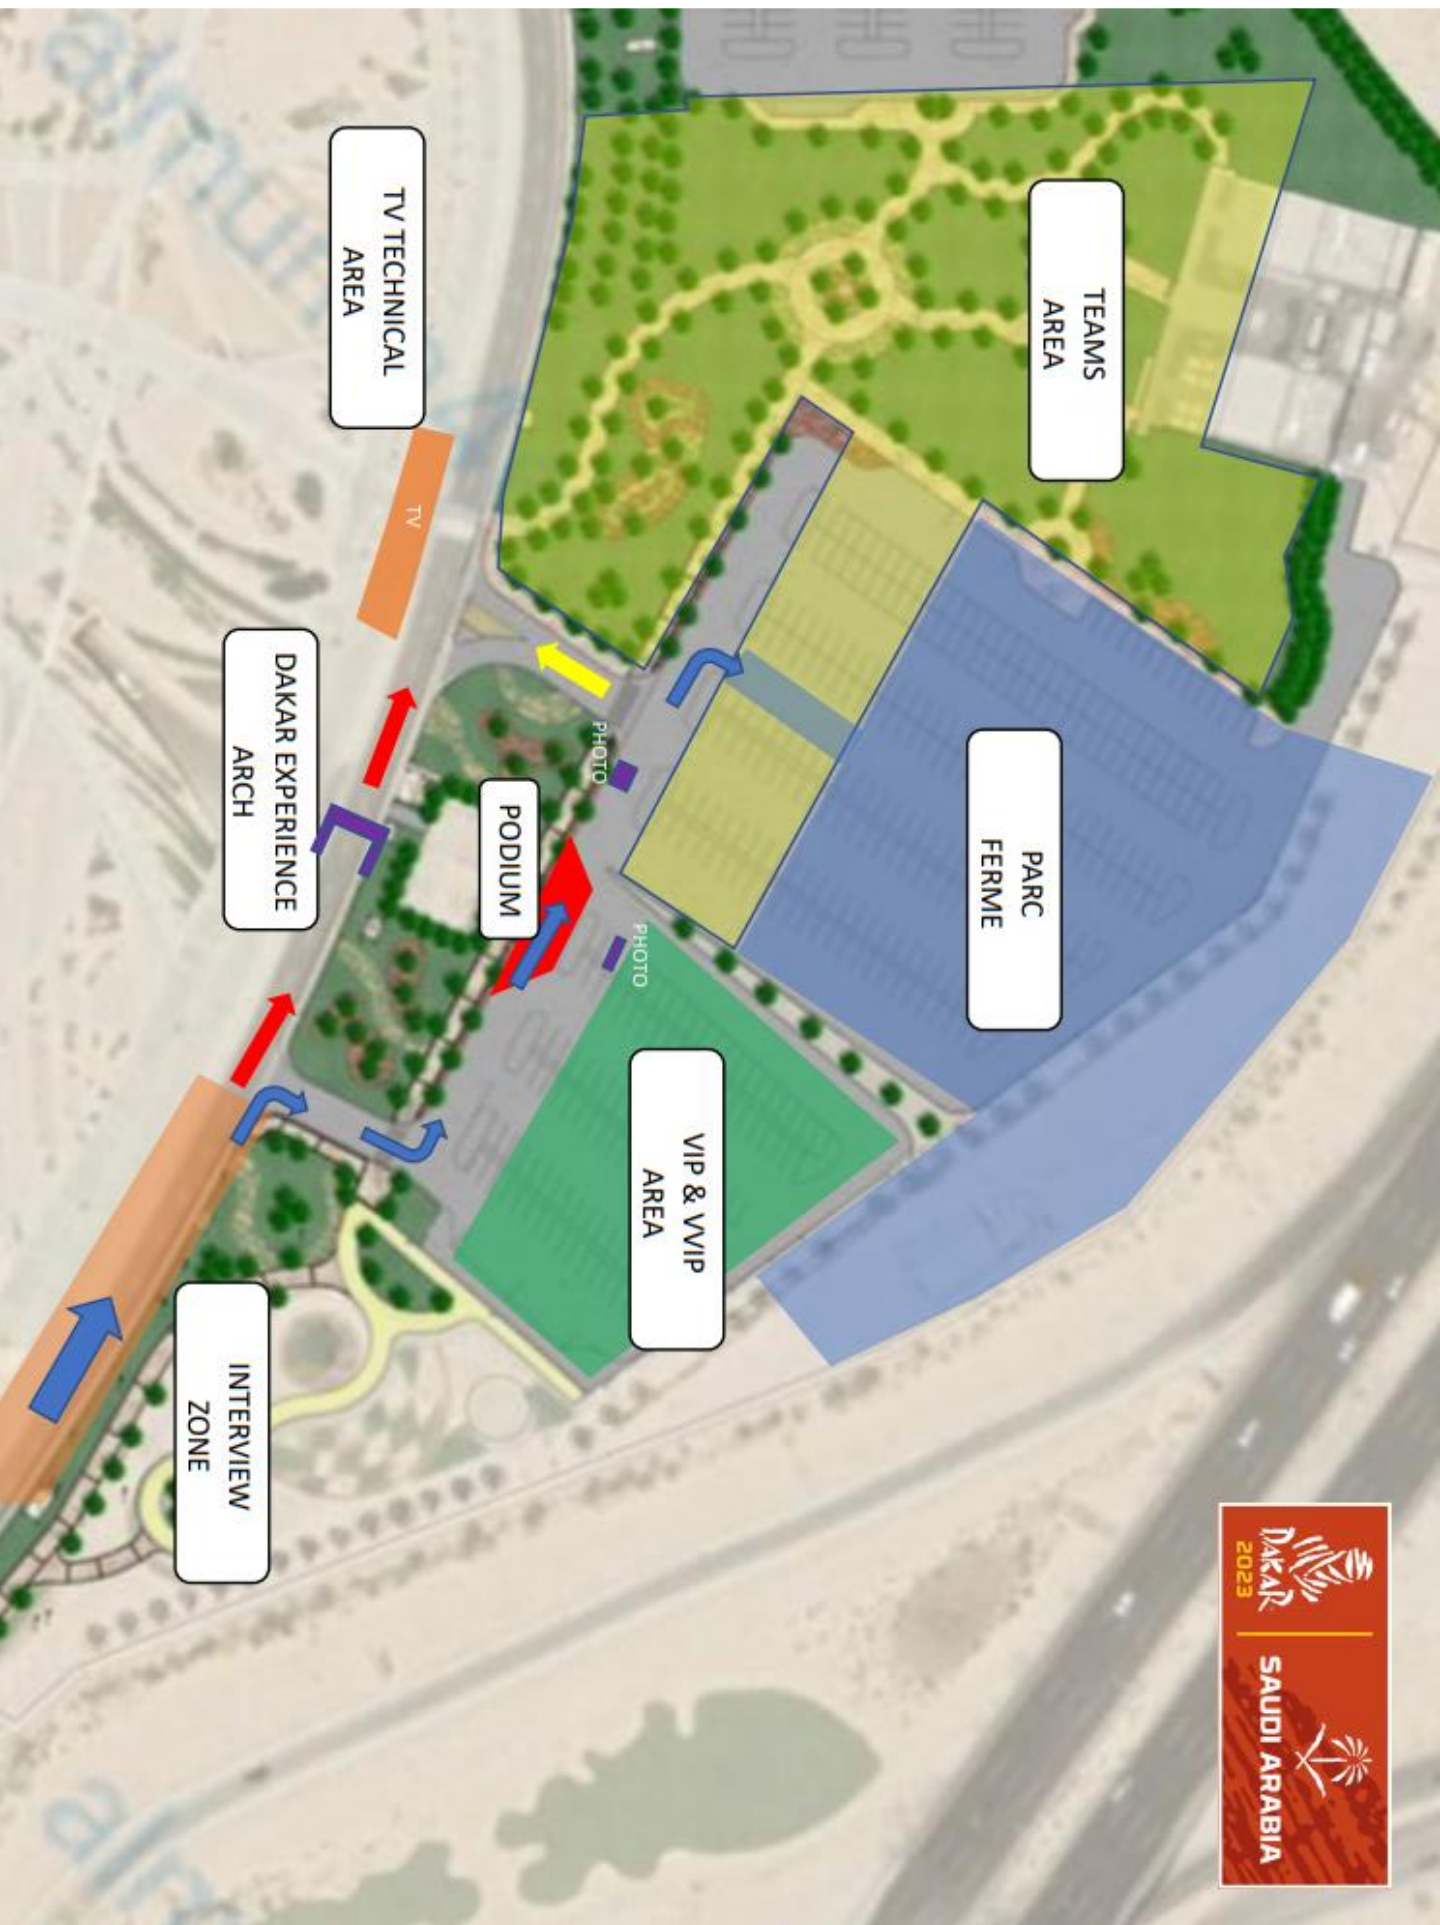 TEAMS
AREA
TV TECHNICAL
AREA
TV
DAKAR EXPERIENCE
ARCH
PHOTO
PODIUM
PHOTO
PARC
FERME
VIP & VVIP
AREA
INTERVIEW
ZONE
DAKAR
2023
SAUDI ARABIA